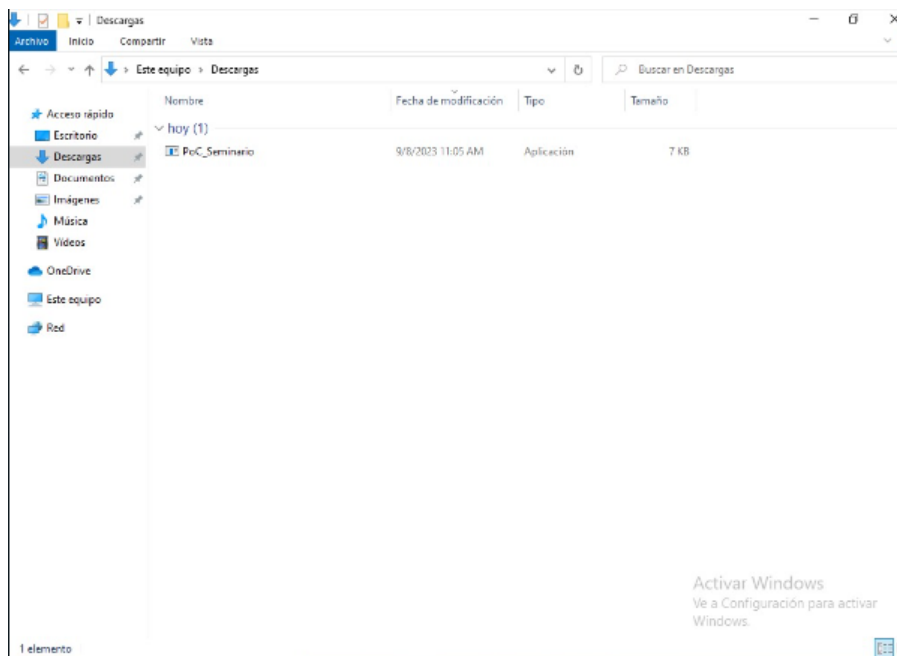 Descargas
Archivo Inicio Compartir Vista
Este equipo Descargas Buscar en Descargas
Nombre Fecha de modificación Tipo Tamaño
Acceso rápido
hoy (1)
Escritorio
PoC_Seminario 9/8/2023 11:05 AM Aplicación 7 KB
Descargas
Documentos
Imágenes
Música
Vídeos
OneDrive
Este equipo
Red
Activar Windows
Ve a Configuración para activar
Windows.
1 elemento